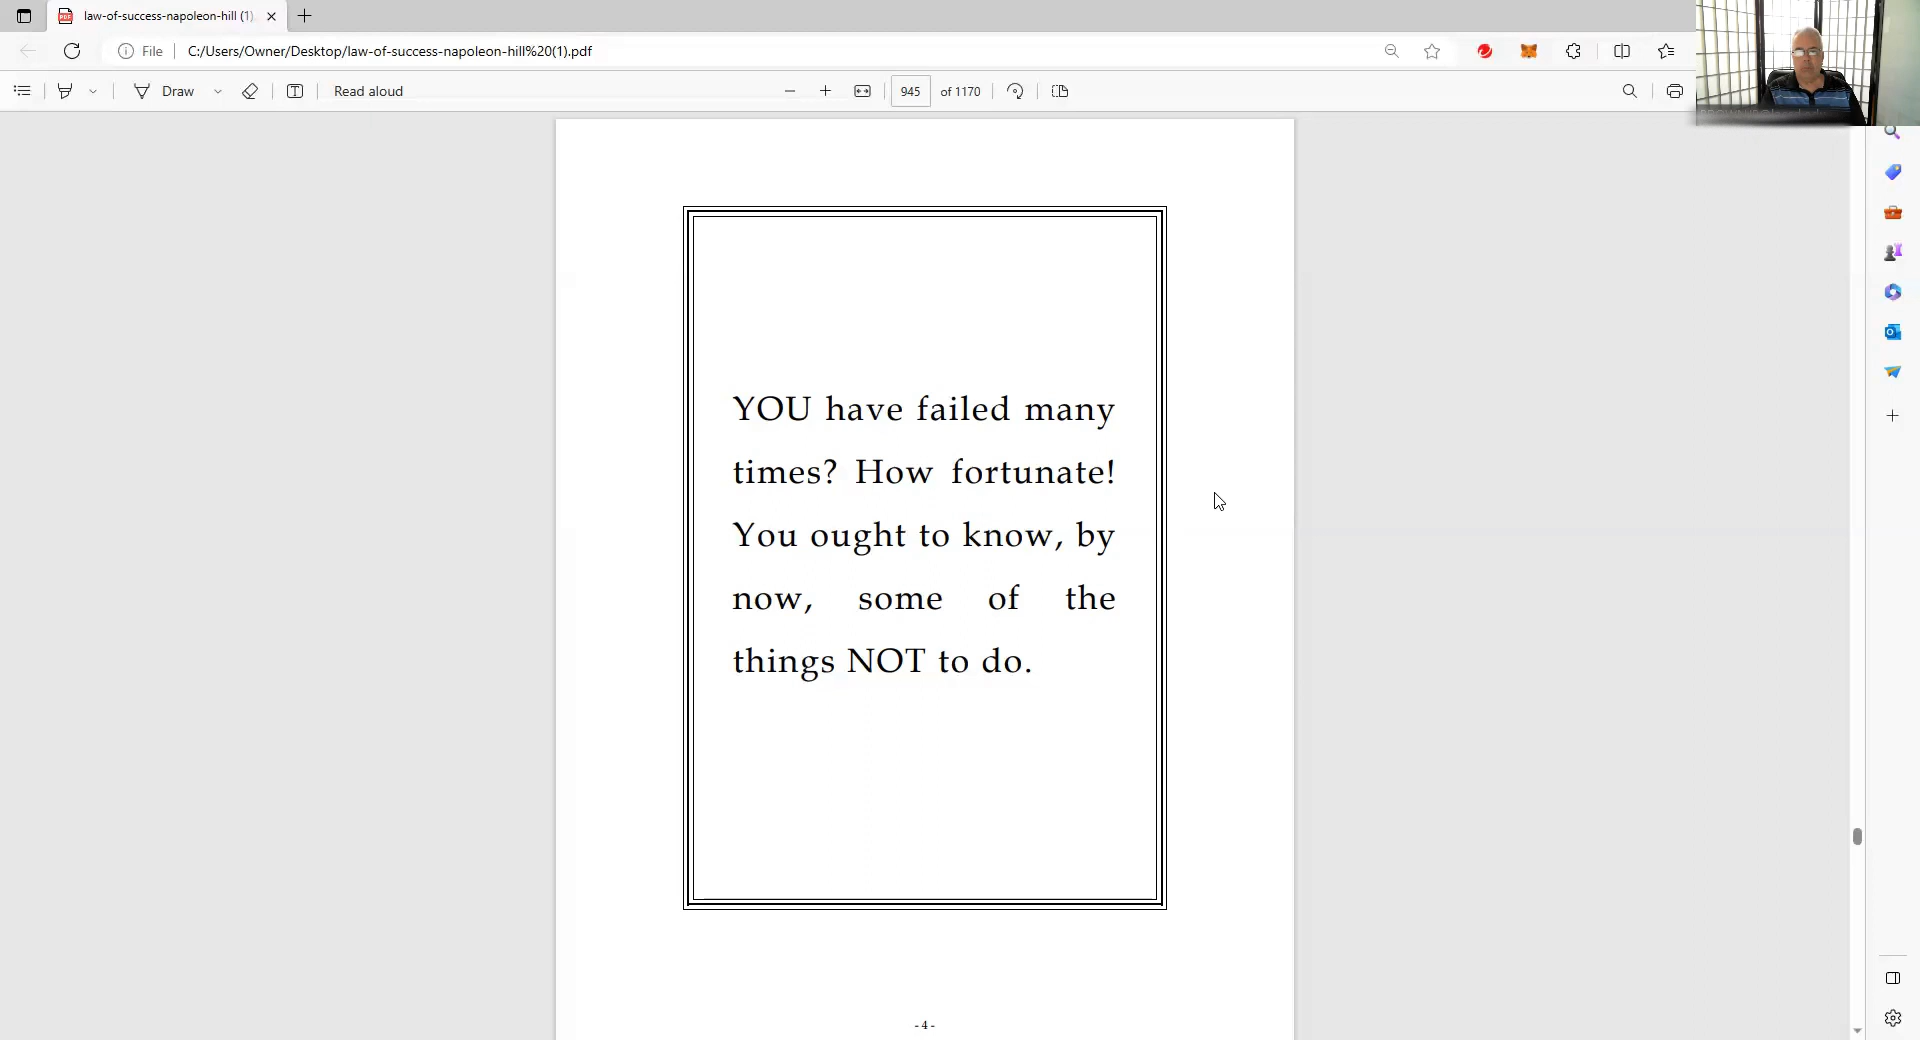 law-of-success-napoleon-hill (1)
File
C:/Users/Owner/Desktop/law-of-success-napoleon-hill%20(1).pdf
Draw
Read aloud
945
of 1170
YOU have failed many
times? How fortunate!
You ought to know, by
now, some of the
things NOT to do.
- 4 -